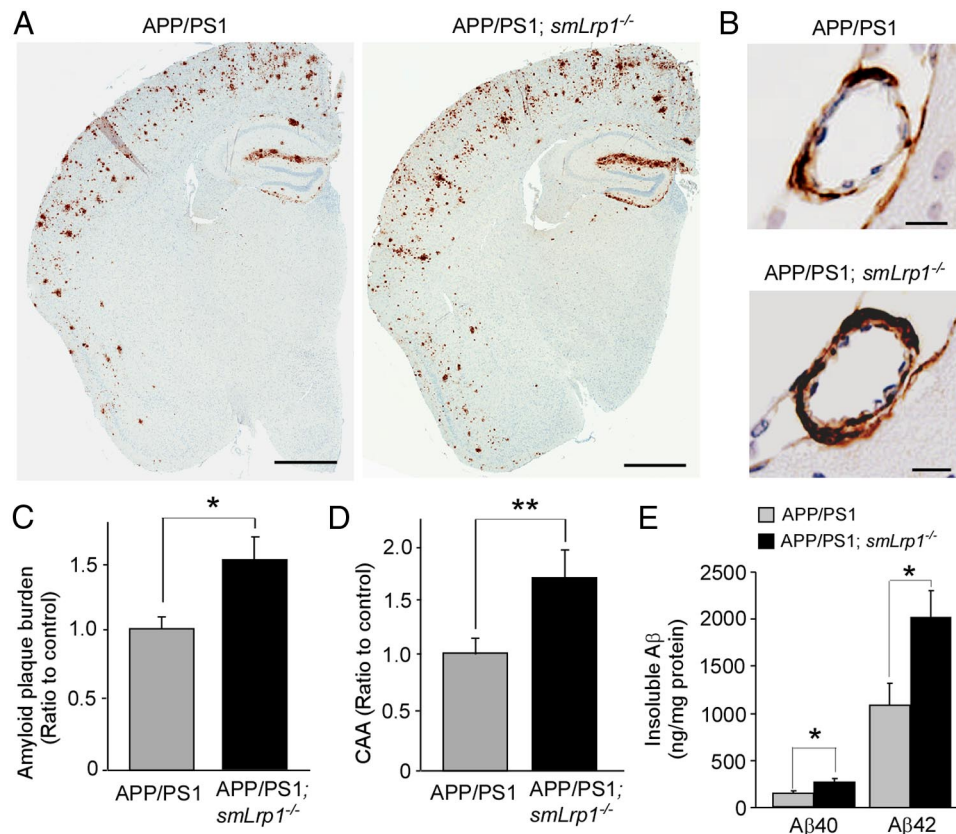 A
APP/PS1
APP/PS1; smLrp1-/-
B
APP/PS1
APP/PS1; smLrp1-/-
C
Amyloid plaque burden
(Ratio to control)
1.5
1.0
0.5
0
*
APP/PS1
APP/PS1;
smLrp1-/-
D
CAA (Ratio to control)
2.0
1.5
1.0
0.5
0
**
APP/PS1
APP/PS1;
smLrp1-/-
E
APP/PS1
APP/PS1; smLrp1-/-
Insoluble Aβ
(ng/mg protein)
2500
2000
1500
1000
500
0
*
*
Aβ40
Aβ42